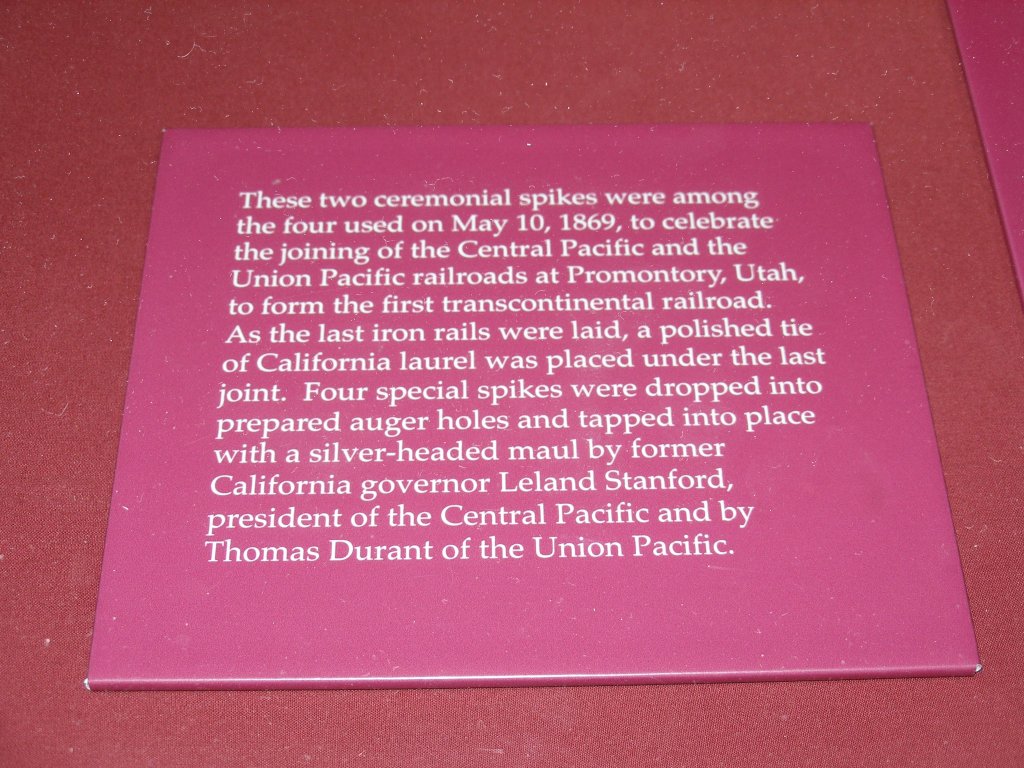 These two ceremonial spikes were among
the four used on May 10, 1869, to celebrate
the joining of the Central Pacific and the
Union Pacific railroads at Promontory, Utah,
to form the first transcontinental railroad.
As the last iron rails were laid, a polished tie
of California laurel was placed under the last
joint.  Four special spikes were dropped into
prepared auger holes and tapped into place
with a silver-headed maul by former
California governor Leland Stanford,
president of the Central Pacific and by
Thomas Durant of the Union Pacific.